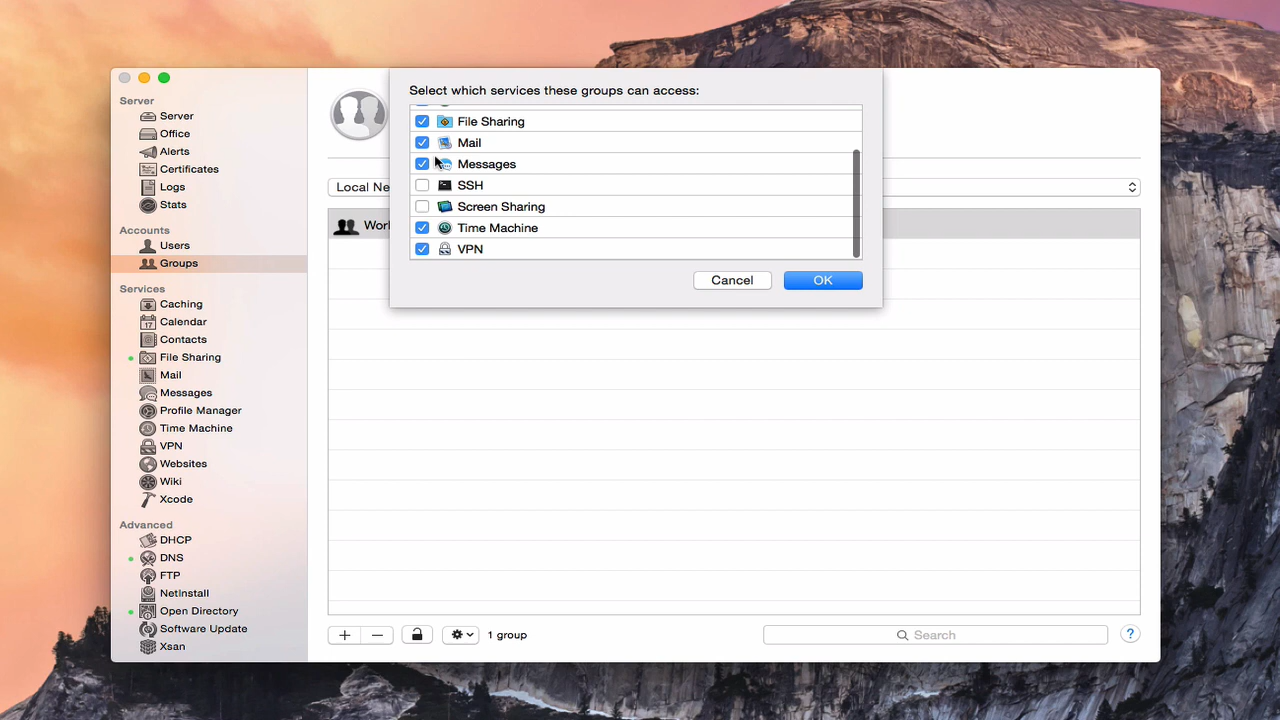 Server
Server
Office
Alerts
Certificates
Logs
Stats
Accounts
Users
Groups
Services
Caching
17 Calendar
Contacts
File Sharing
Mail
Messages
Profile Manager
Time Machine
VPN
Websites
Wiki
Xcode
Advanced
DHCP
DNS
FTP
NetInstall
Open Directory
Software Update
Xsan
Select which services these groups can access:
File Sharing
Mail
Messages
SSH
Screen Sharing
Time Machine
VPN
Cancel
OK
Local Ne
Work
1 group
Search
?